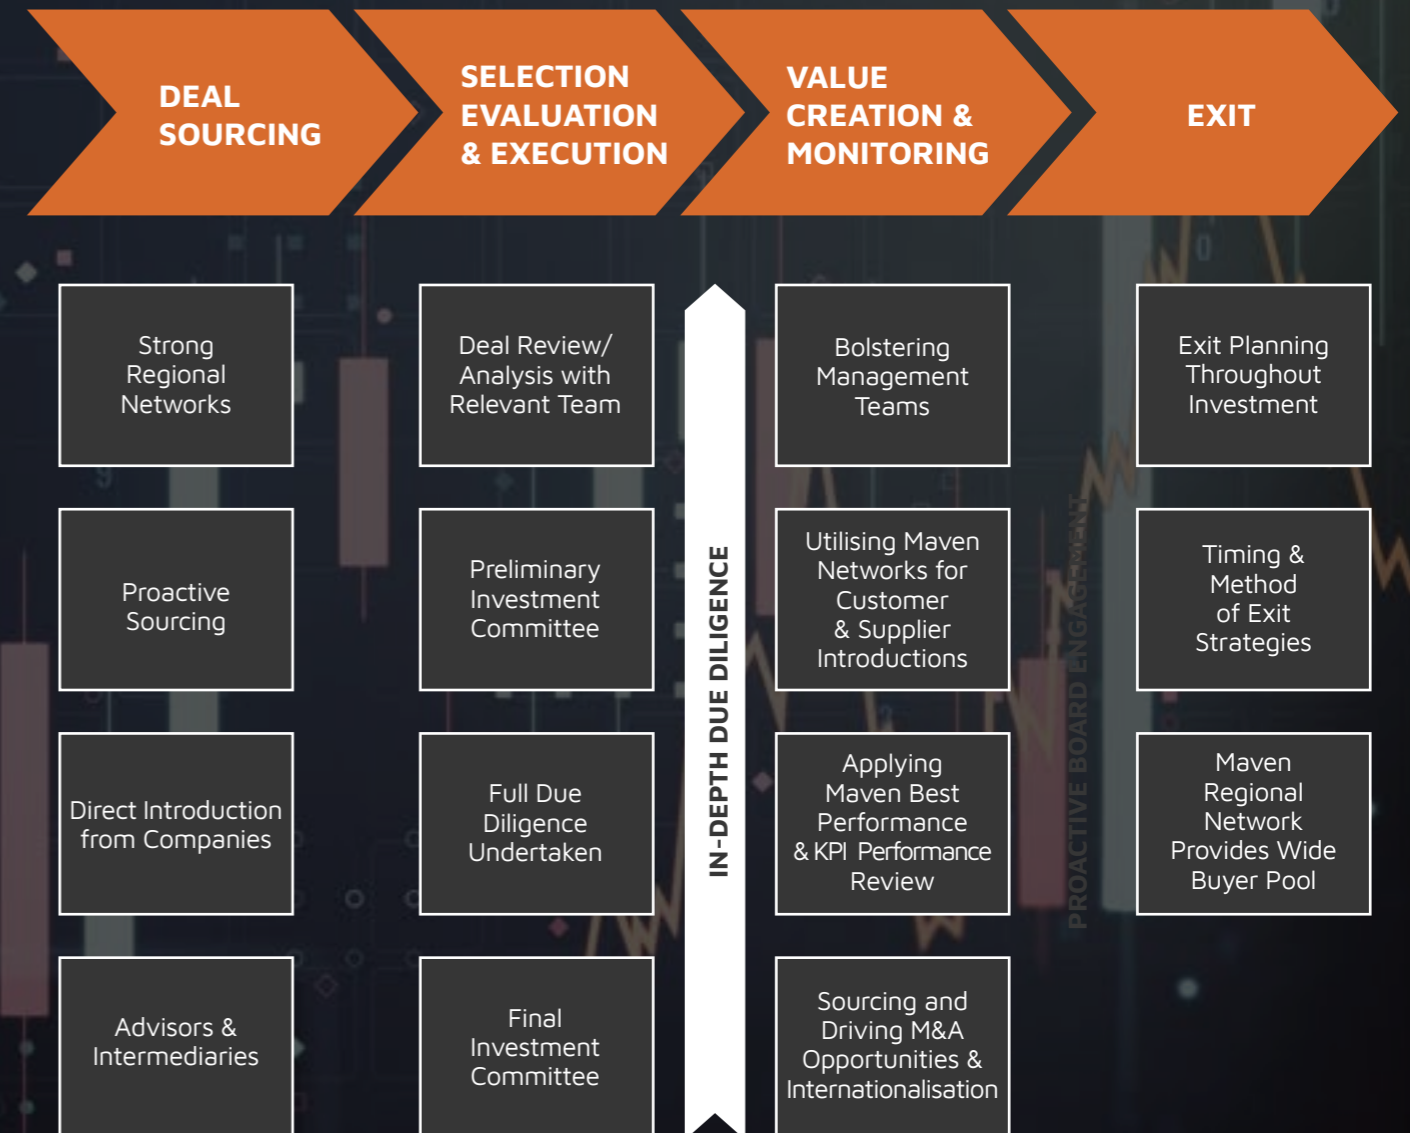 DEAL
SOURCING
SELECTION
EVALUATION
& EXECUTION
VALUE
CREATION &
MONITORING
EXIT
Strong
Regional
Networks
Proactive
Sourcing
Direct Introduction
from Companies
Advisors &
Intermediaries
Deal Review/
Analysis with
Relevant Team
Preliminary
Investment
Committee
Full Due
Diligence
Undertaken
Final
Investment
Committee
IN-DEPTH DUE DILIGENCE
Bolstering
Management
Teams
Utilising Maven
Networks for
Customer
& Supplier
Introductions
Applying
Maven Best
Performance
& KPI Performance
Review
Sourcing and
Driving M&A
Opportunities &
Internationalisation
PROACTIVE BOARD ENGAGEMENT
Exit Planning
Throughout
Investment
Timing &
Method
of Exit
Strategies
Maven
Regional
Network
Provides Wide
Buyer Pool